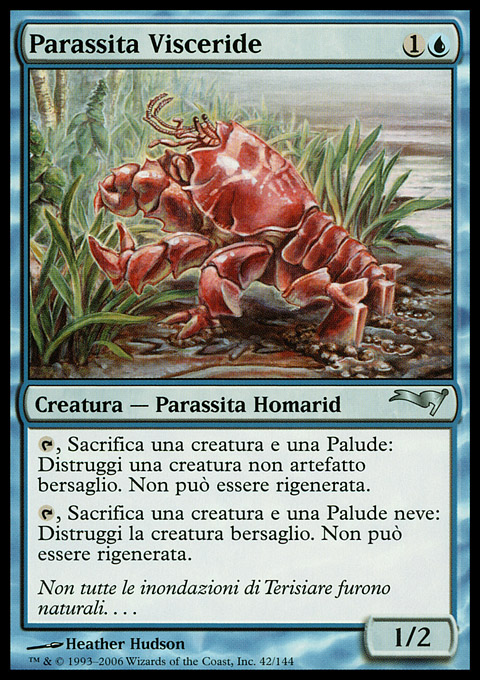 Parassita Visceride 1
Creatura — Parassita Homarid
, Sacrifica una creatura e una Palude:
Distruggi una creatura non artefatto
bersaglio. Non può essere rigenerata.
, Sacrifica una creatura e una Palude neve:
Distruggi la creatura bersaglio. Non può
essere rigenerata.
Non tutte le inondazioni di Terisiare furono
naturali. . . .
Heather Hudson
1/2
™ & © 1993–2006 Wizards of the Coast, Inc. 42/144